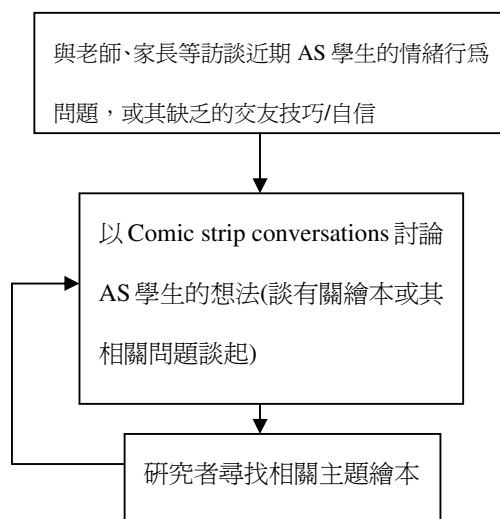 與老師、家長等訪談近期 AS 學生的情緒行為
問題，或其缺乏的交友技巧/自信
以 Comic strip conversations 討論
AS 學生的想法(談有關繪本或其
相關問題談起)
研究者尋找相關主題繪本